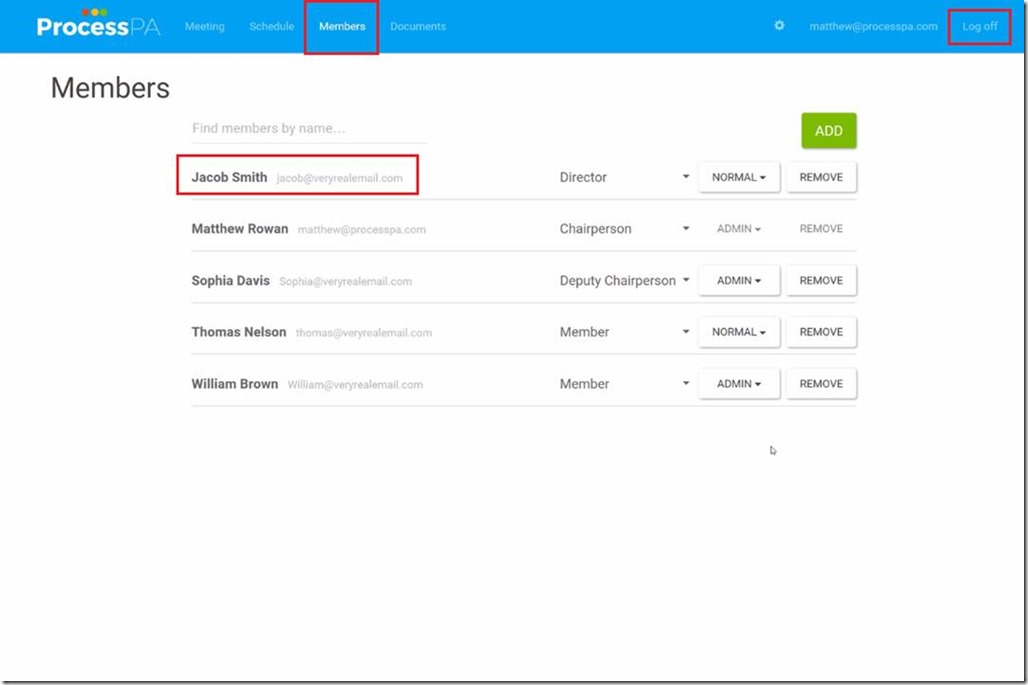 ProcessPA Meeting Schedule Members Documents matthew@processpa.com Log off
Members
Find members by name... ADD
Jacob Smith jacob@veryrealemail.com Director NORMAL REMOVE
Matthew Rowan matthew@processpa.com Chairperson ADMIN REMOVE
Sophia Davis Sophia@veryrealemail.com Deputy Chairperson ADMIN REMOVE
Thomas Nelson thomas@veryrealemail.com Member NORMAL REMOVE
William Brown William@veryrealemail.com Member ADMIN REMOVE